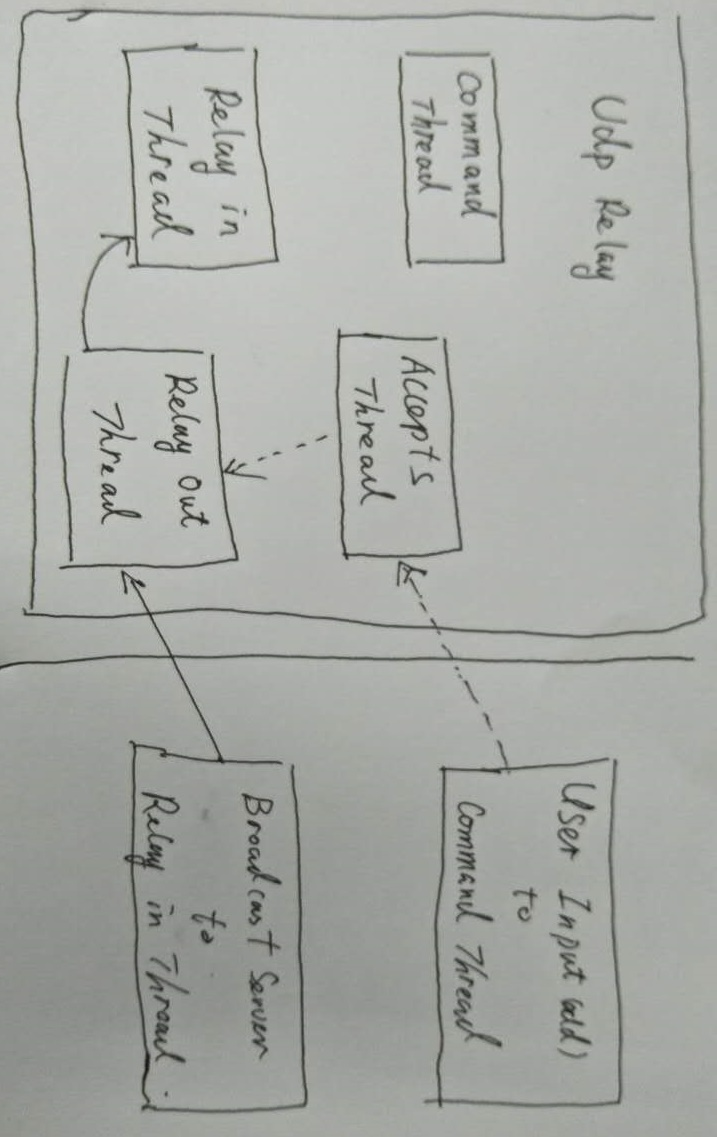 Udp Relay
Command
Thread
Accepts
Thread
Relay in
Thread
Relay Out
Thread
User Input (add)
to
Command Thread
Broadcast Server
to
Relay in Thread.